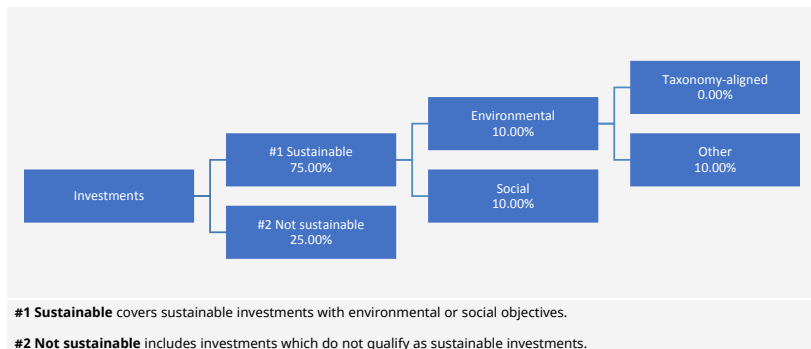 Investments
#1 Sustainable
75.00%
#2 Not sustainable
25.00%
Environmental
10.00%
Social
10.00%
Taxonomy-aligned
0.00%
Other
10.00%
#1 Sustainable covers sustainable investments with environmental or social objectives.
#2 Not sustainable includes investments which do not qualify as sustainable investments.